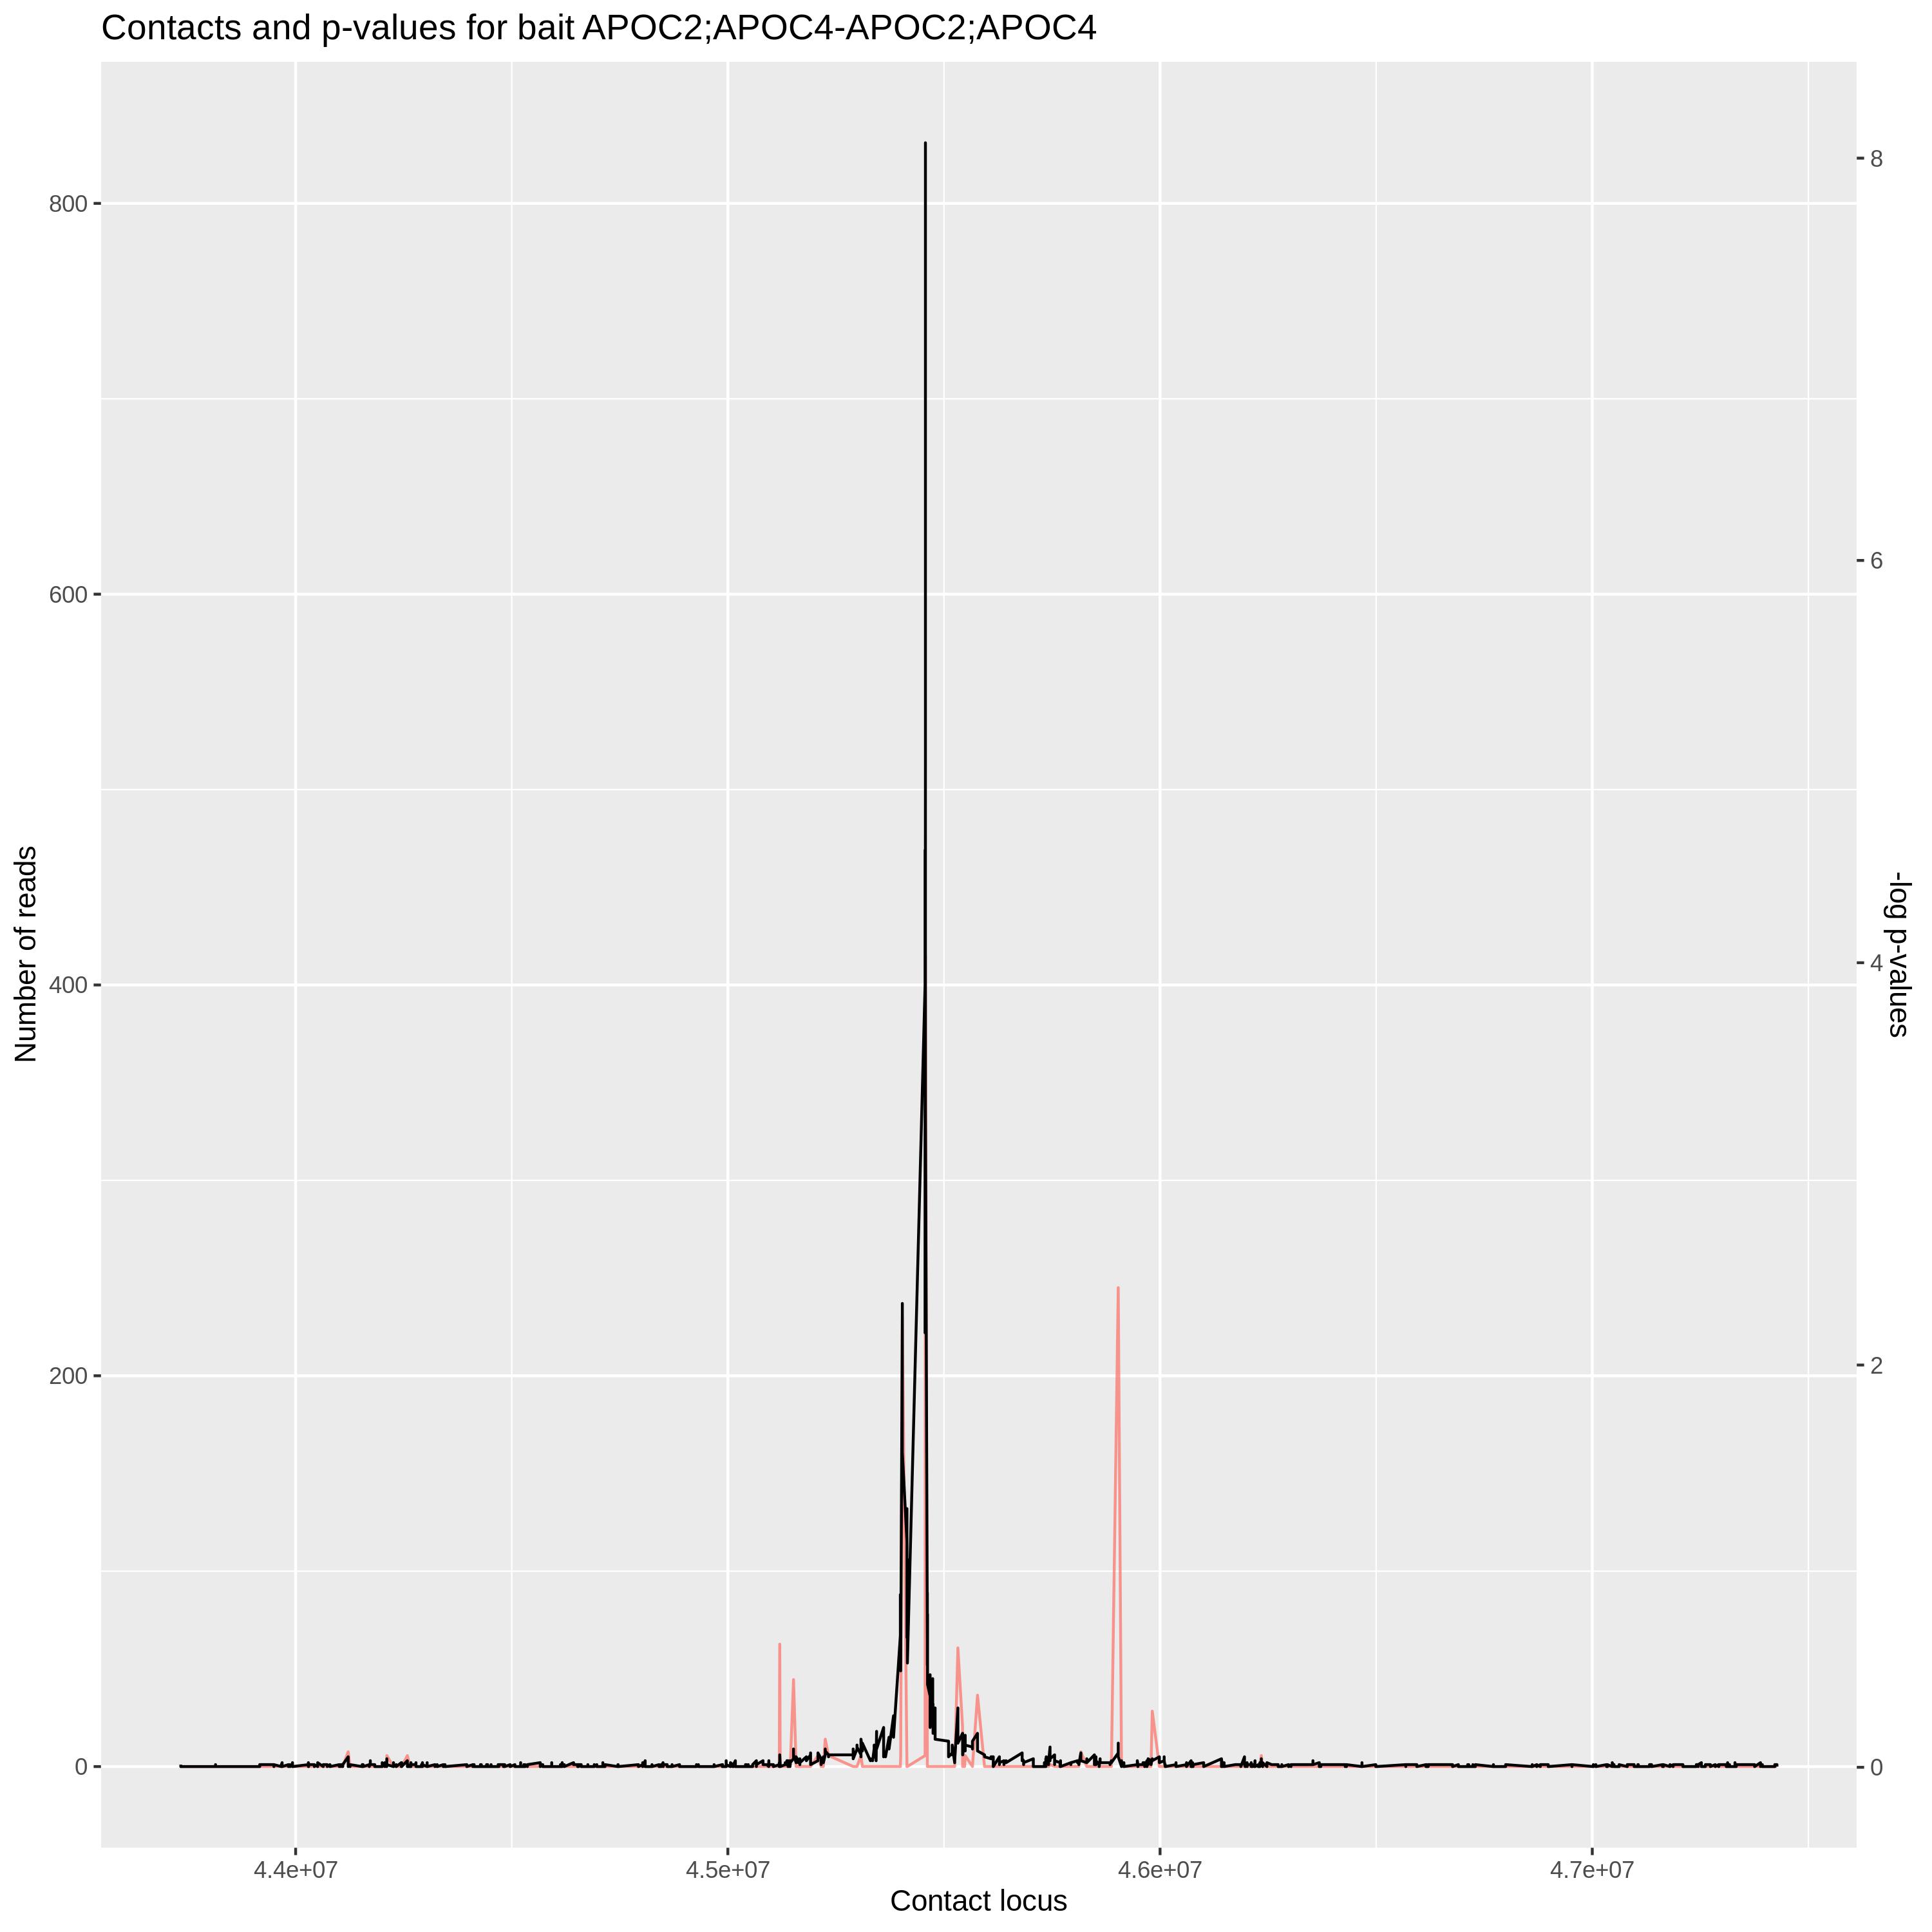 Contacts and p-values for bait APOC2;APOC4-APOC2;APOC4
800
600
400
200
0
Number of reads
8
6
4
2
0
-log p-values
4.4e+07
4.5e+07
4.6e+07
4.7e+07
Contact locus